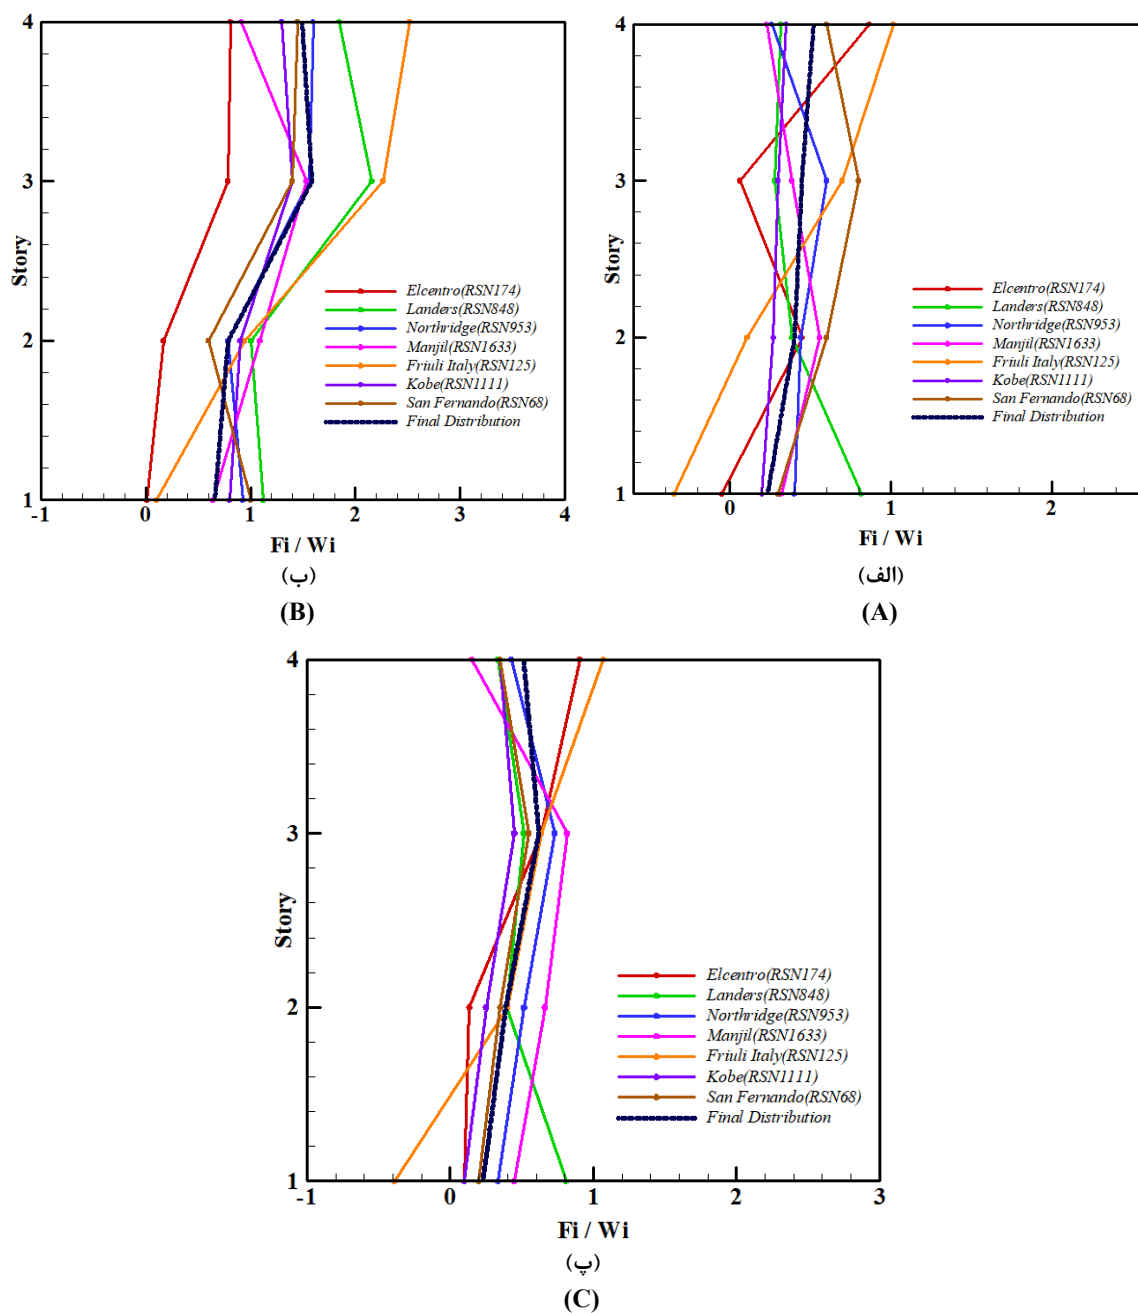 4
3
2
1
Story
-1 0 1 2 3 4
Fi / Wi
Elcentro(RSN174)
Landers(RSN848)
Northridge(RSN953)
Manjil(RSN1633)
Friuli Italy(RSN125)
Kobe(RSN1111)
San Fernando(RSN68)
Final Distribution
(ب)
(B)
4
3
2
1
Story
0 1 2
Fi / Wi
Elcentro(RSN174)
Landers(RSN848)
Northridge(RSN953)
Manjil(RSN1633)
Friuli Italy(RSN125)
Kobe(RSN1111)
San Fernando(RSN68)
Final Distribution
(الف)
(A)
4
3
2
1
Story
-1 0 1 2 3
Fi / Wi
Elcentro(RSN174)
Landers(RSN848)
Northridge(RSN953)
Manjil(RSN1633)
Friuli Italy(RSN125)
Kobe(RSN1111)
San Fernando(RSN68)
Final Distribution
(پ)
(C)